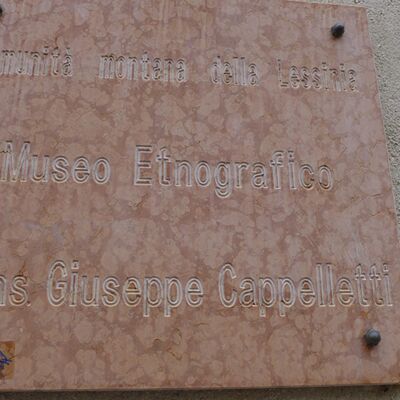 munità montana della Lessinia
Museo Etnografico
ns. Giuseppe Cappelletti